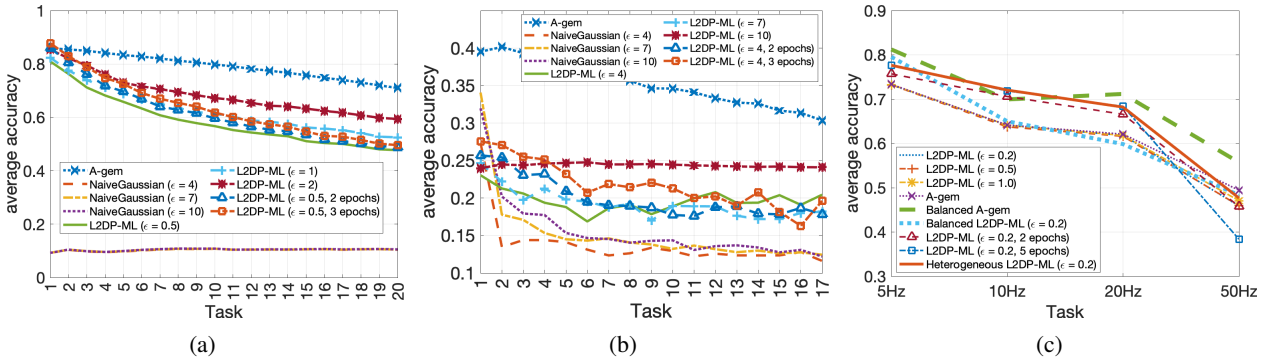 average accuracy
1
0.8
0.6
0.4
0.2
0
A-gem
NaiveGaussian (ϵ = 4)
NaiveGaussian (ϵ = 7)
NaiveGaussian (ϵ = 10)
L2DP-ML (ϵ = 0.5)
L2DP-ML (ϵ = 1)
L2DP-ML (ϵ = 2)
L2DP-ML (ϵ = 0.5, 2 epochs)
L2DP-ML (ϵ = 0.5, 3 epochs)
1 2 3 4 5 6 7 8 9 10 11 12 13 14 15 16 17 18 19 20
Task
(a)
average accuracy
0.4
0.35
0.3
0.25
0.2
0.15
0.1
A-gem
NaiveGaussian (ϵ = 4)
NaiveGaussian (ϵ = 7)
NaiveGaussian (ϵ = 10)
L2DP-ML (ϵ = 4)
L2DP-ML (ϵ = 7)
L2DP-ML (ϵ = 10)
L2DP-ML (ϵ = 4, 2 epochs)
L2DP-ML (ϵ = 4, 3 epochs)
1 2 3 4 5 6 7 8 9 10 11 12 13 14 15 16 17
Task
(b)
average accuracy
0.9
0.8
0.7
0.6
0.5
0.4
0.3
L2DP-ML (ϵ = 0.2)
L2DP-ML (ϵ = 0.5)
L2DP-ML (ϵ = 1.0)
A-gem
Balanced A-gem
Balanced L2DP-ML (ϵ = 0.2)
L2DP-ML (ϵ = 0.2, 2 epochs)
L2DP-ML (ϵ = 0.2, 5 epochs)
Heterogeneous L2DP-ML (ϵ = 0.2)
5Hz 10Hz 20Hz 50Hz
Task
(c)